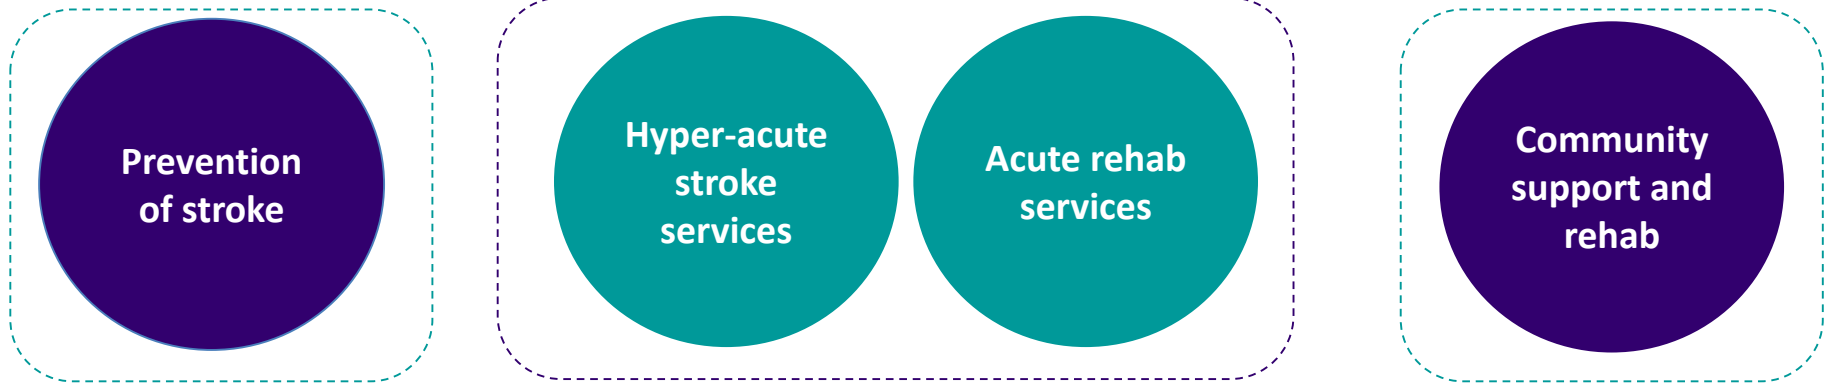 Prevention
of stroke
Hyper-acute
stroke
services
Acute rehab
services
Community
support and
rehab